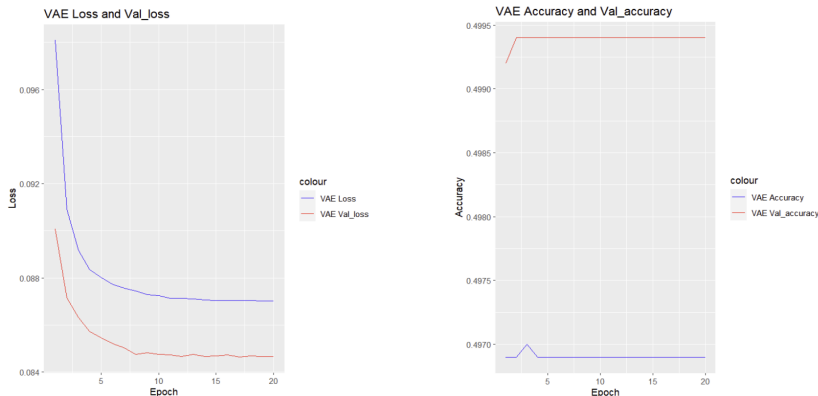 VAE Loss and Val_loss
0.096
0.092
0.088
0.084
Loss
5
10
15
20
Epoch
colour
VAE Loss
VAE Val_loss
VAE Accuracy and Val_accuracy
0.4995
0.4990
0.4985
0.4980
0.4975
0.4970
Accuracy
5
10
15
20
Epoch
colour
VAE Accuracy
VAE Val_accuracy